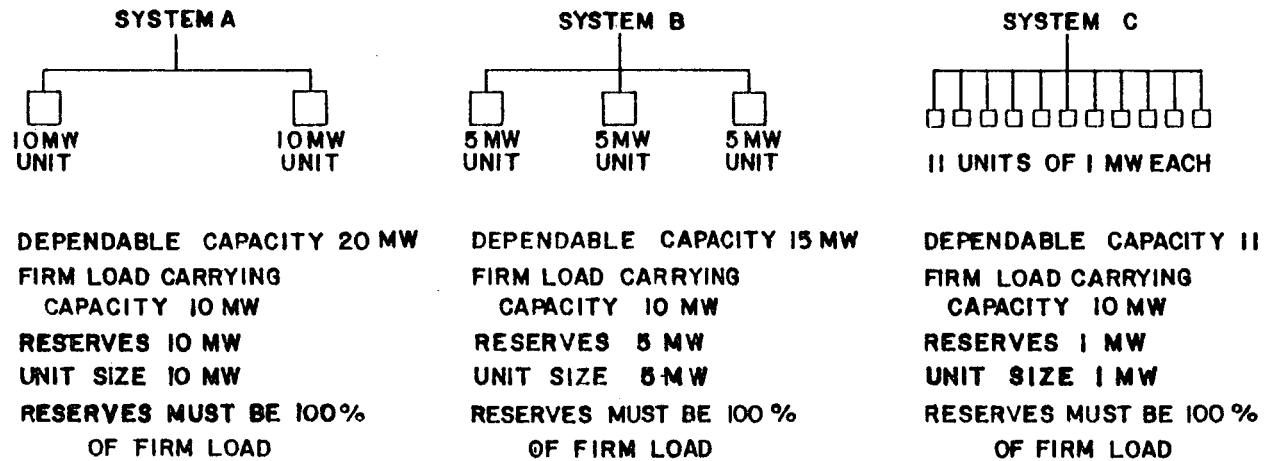 SYSTEM A
10 MW
UNIT
10 MW
UNIT
DEPENDABLE CAPACITY 20 MW
FIRM LOAD CARRYING
CAPACITY 10 MW
RESERVES 10 MW
UNIT SIZE 10 MW
RESERVES MUST BE 100%
OF FIRM LOAD
SYSTEM B
5 MW
UNIT
5 MW
UNIT
5 MW
UNIT
DEPENDABLE CAPACITY 15 MW
FIRM LOAD CARRYING
CAPACITY 10 MW
RESERVES 5 MW
UNIT SIZE 5 MW
RESERVES MUST BE 100%
OF FIRM LOAD
SYSTEM C
11 UNITS OF 1 MW EACH
DEPENDABLE CAPACITY 11
FIRM LOAD CARRYING
CAPACITY 10 MW
RESERVES 1 MW
UNIT SIZE 1 MW
RESERVES MUST BE 100%
OF FIRM LOAD